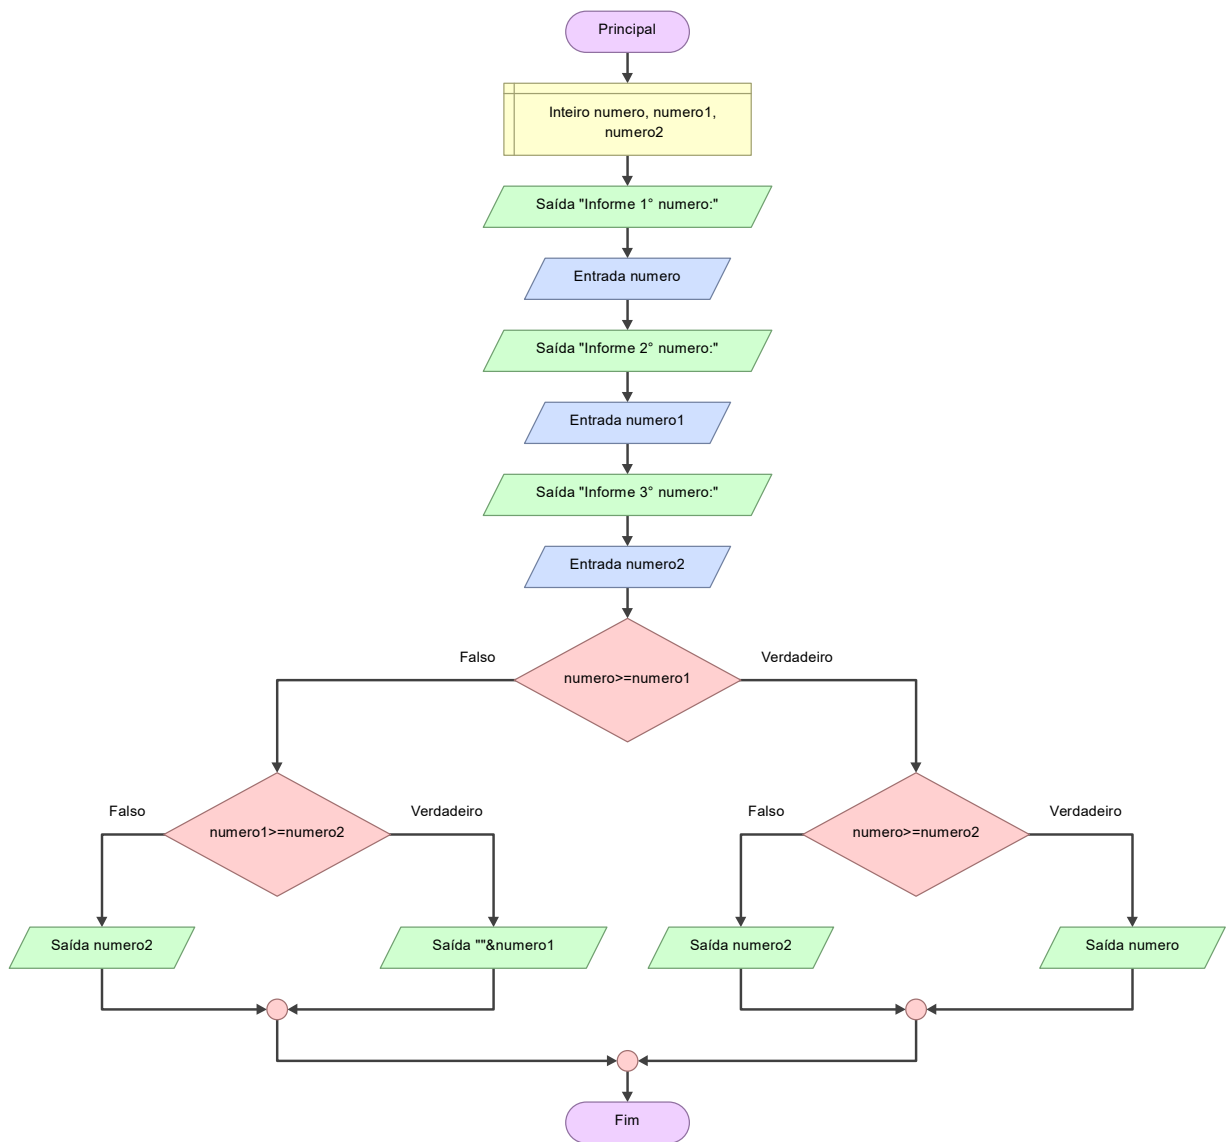 Principal
Inteiro numero, numero1,
numero2
Saída "Informe 1° numero:"
Entrada numero
Saída "Informe 2° numero:"
Entrada numero1
Saída "Informe 3° numero:"
Entrada numero2
Falso
Verdadeiro
numero>=numero1
Falso
Verdadeiro
Falso
Verdadeiro
numero1>=numero2
numero>=numero2
Saída numero2
Saída ""&numero1
Saída numero2
Saída numero
Fim